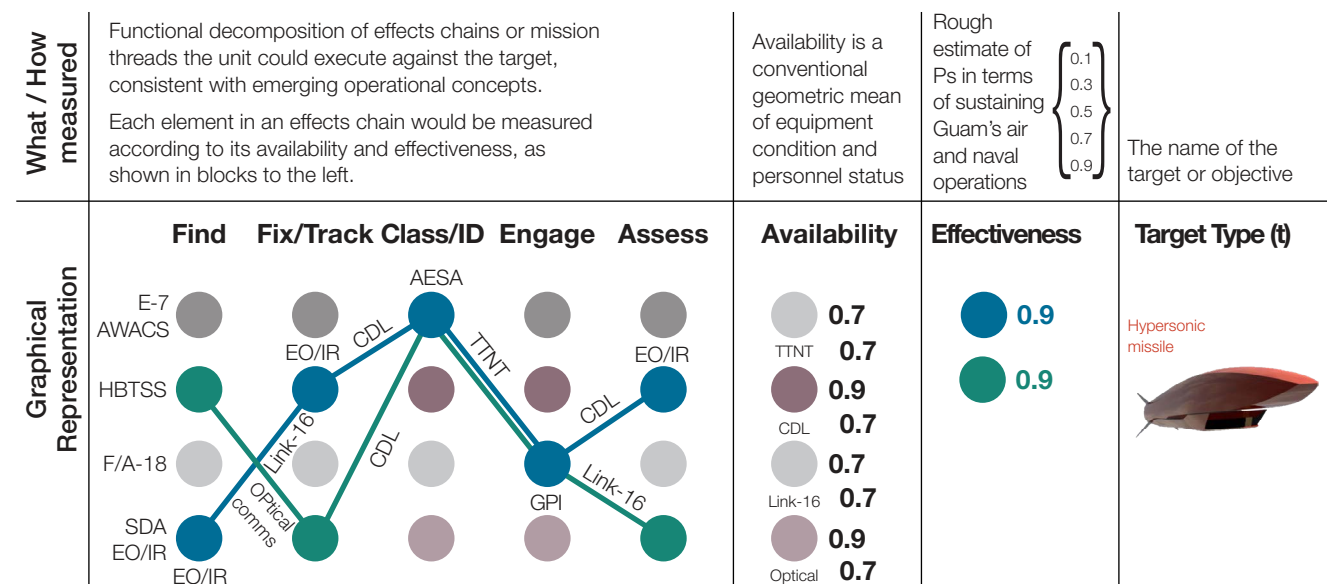 What / How
measured
Functional decomposition of effects chains or mission
threads the unit could execute against the target,
consistent with emerging operational concepts.
Each element in an effects chain would be measured
according to its availability and effectiveness, as
shown in blocks to the left.
Availability is a
conventional
geometric mean
of equipment
condition and
personnel status
Rough
estimate of
Ps in terms
of sustaining
Guam's air
and naval
operations
0.1
0.3
0.5
0.7
0.9
The name of the
target or objective
Graphical
Representation
Find
Fix/Track
Class/ID
Engage
Assess
Availability
Effectiveness
Target Type (t)
AESA
E-7
AWACS
EO/IR
CDL
TTNT
EO/IR
HBTSS
Link-16
CDL
CDL
F/A-18
OPtical
comms
GPI
Link-16
SDA
EO/IR
EO/IR
0.7
TTNT 0.7
0.9
CDL 0.7
0.7
Link-16 0.7
0.9
Optical 0.7
0.9
0.9
Hypersonic
missile